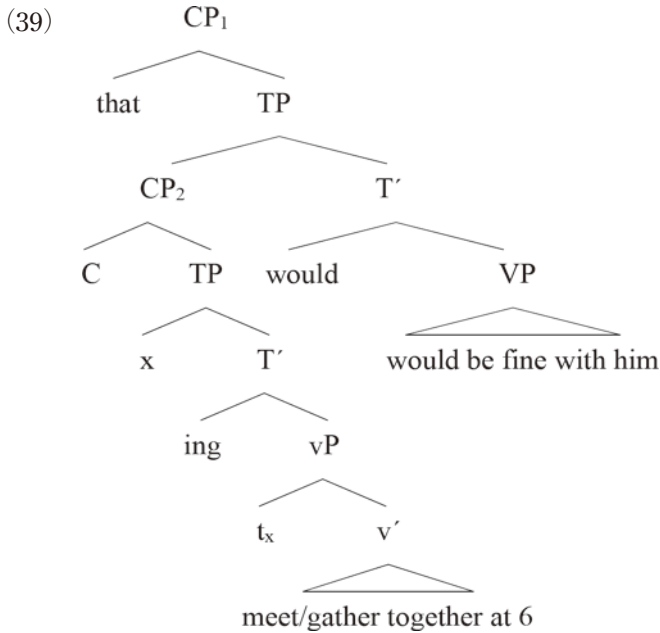 (39) CP₁
that TP
CP₂ T´
C TP would VP
x T´ would be fine with him
ing vP
tₓ v´
meet/gather together at 6